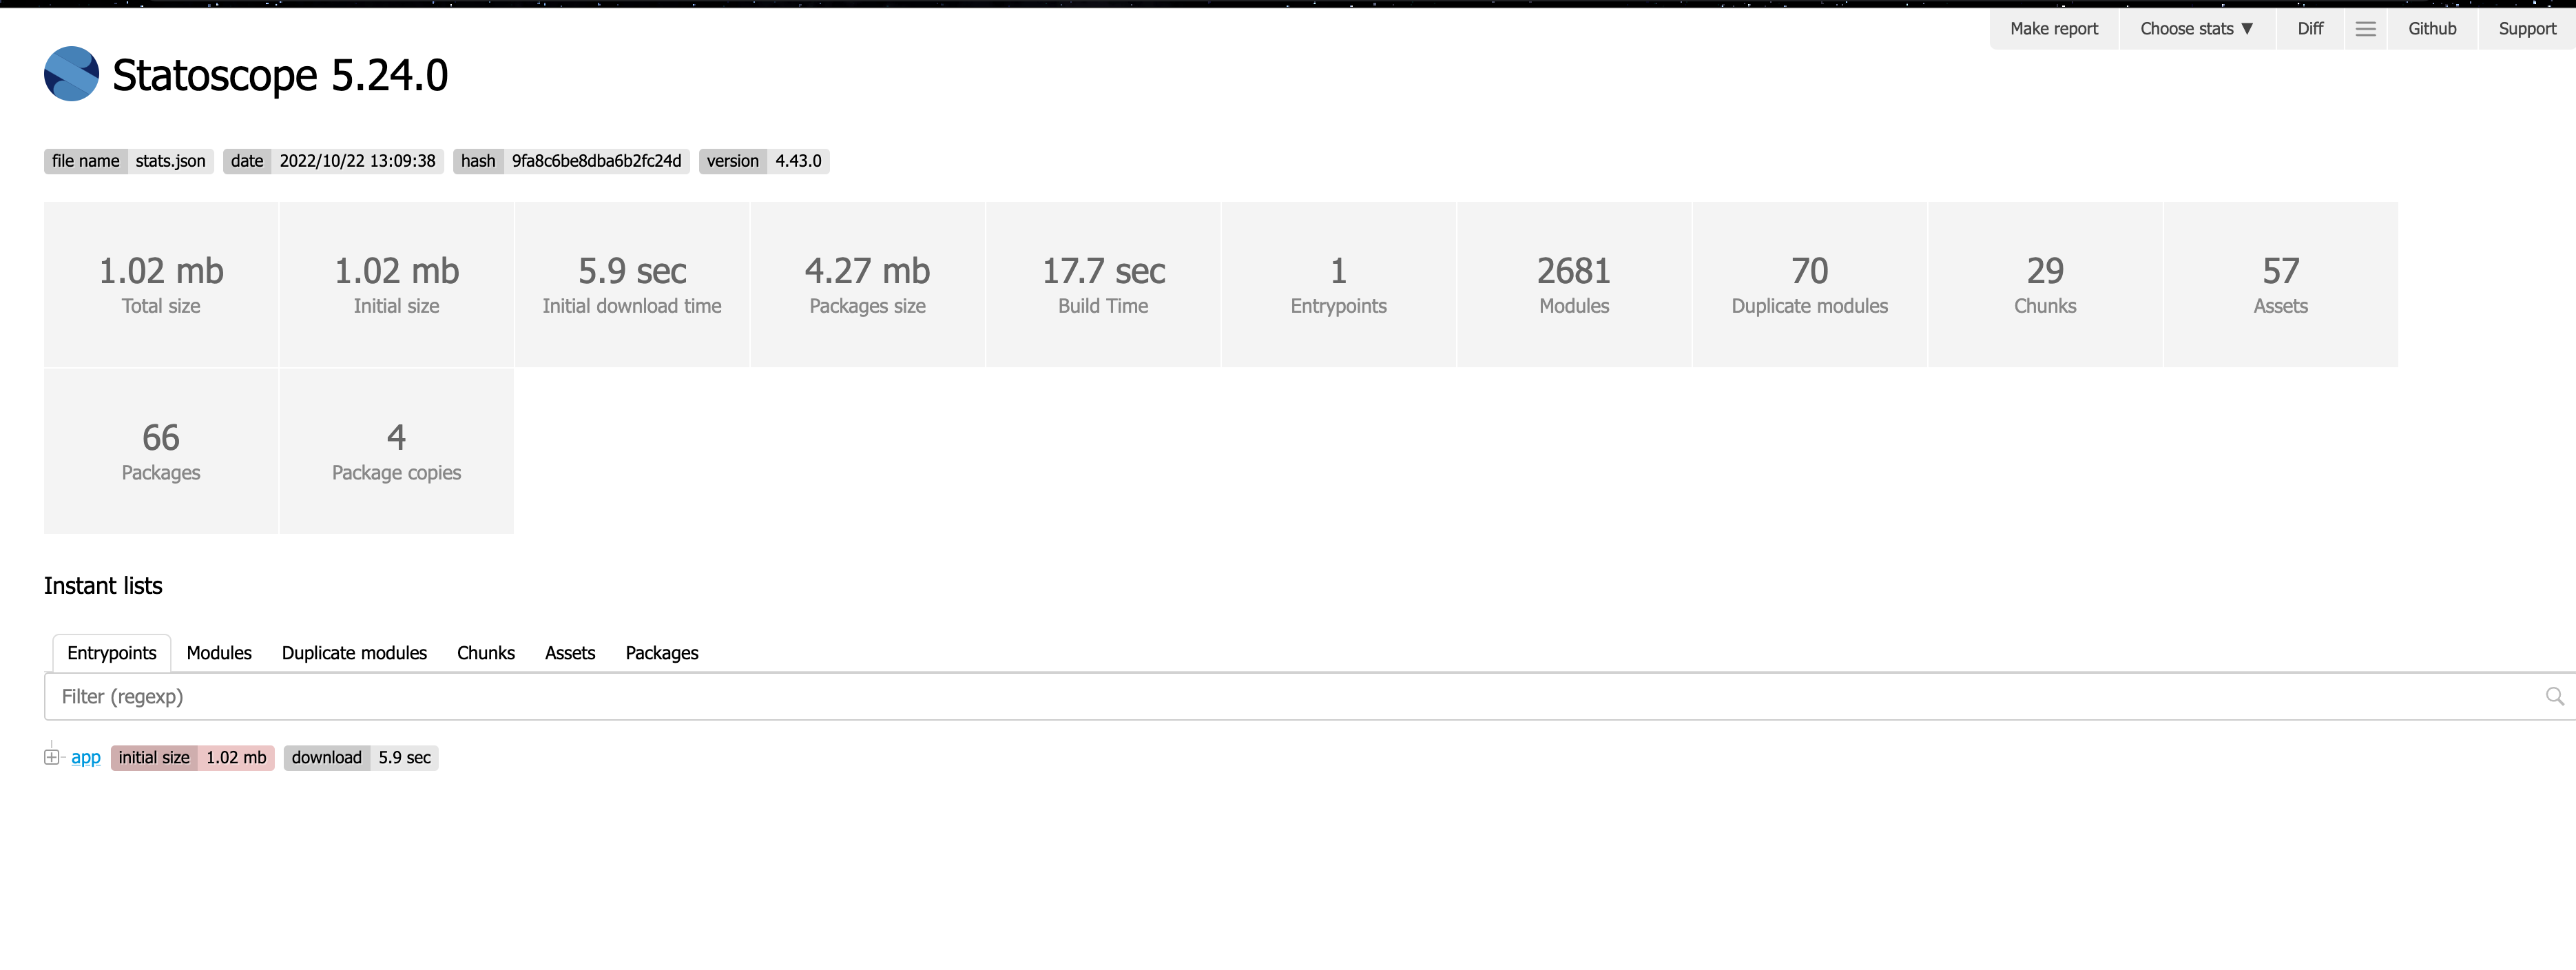 Make report Choose stats ▼ Diff Github Support
Statoscope 5.24.0
file name stats.json date 2022/10/22 13:09:38 hash 9fa8c6be8dba6b2fc24d version 4.43.0
1.02 mb 1.02 mb 5.9 sec 4.27 mb 17.7 sec 1 2681 70 29 57
Total size Initial size Initial download time Packages size Build Time Entrypoints Modules Duplicate modules Chunks Assets
66 4
Packages Package copies
Instant lists
Entrypoints Modules Duplicate modules Chunks Assets Packages
Filter (regexp)
app initial size 1.02 mb download 5.9 sec